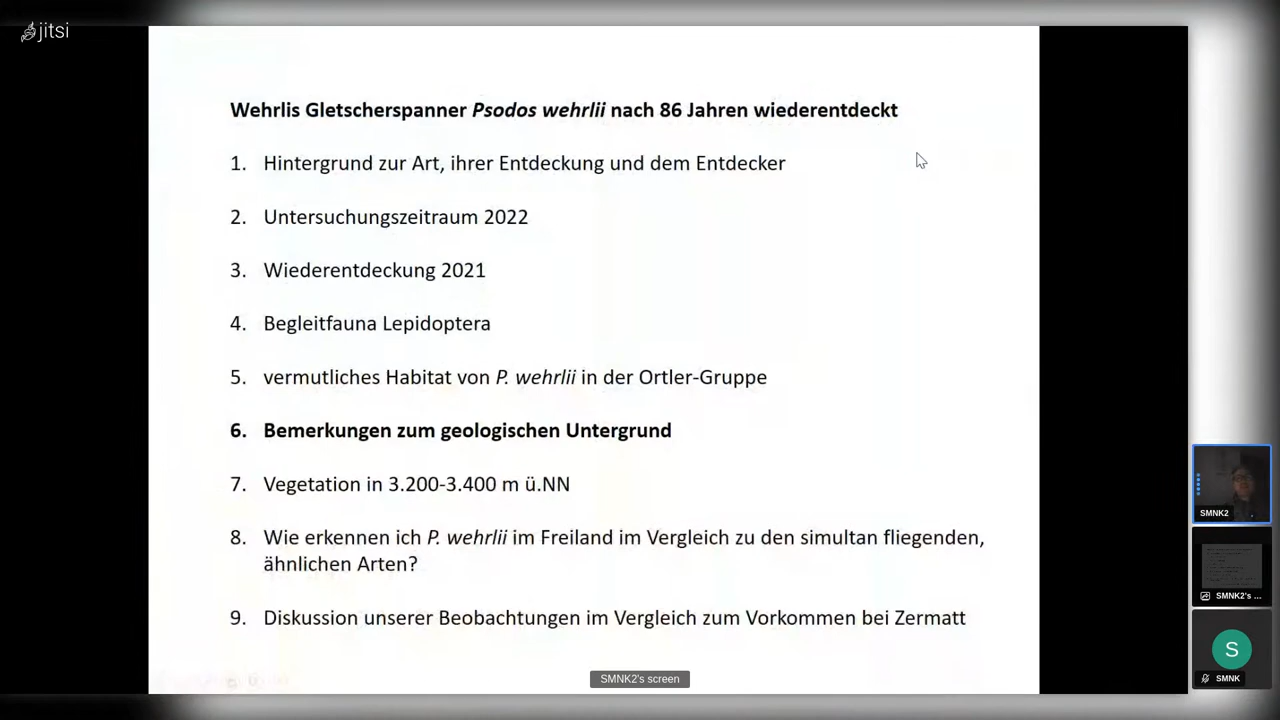 jitsi
Wehrlis Gletscherspanner Psodos wehrlii nach 86 Jahren wiederentdeckt
1. Hintergrund zur Art, ihrer Entdeckung und dem Entdecker
2. Untersuchungszeitraum 2022
3. Wiederentdeckung 2021
4. Begleitfauna Lepidoptera
5. vermutliches Habitat von P. wehrlii in der Ortler-Gruppe
6. Bemerkungen zum geologischen Untergrund
7. Vegetation in 3.200-3.400 m ü.NN
8. Wie erkennen ich P. wehrlii im Freiland im Vergleich zu den simultan fliegenden,
ähnlichen Arten?
9. Diskussion unserer Beobachtungen im Vergleich zum Vorkommen bei Zermatt
SMNK2's screen
SMNK2
SMNK2's ...
S
SMNK